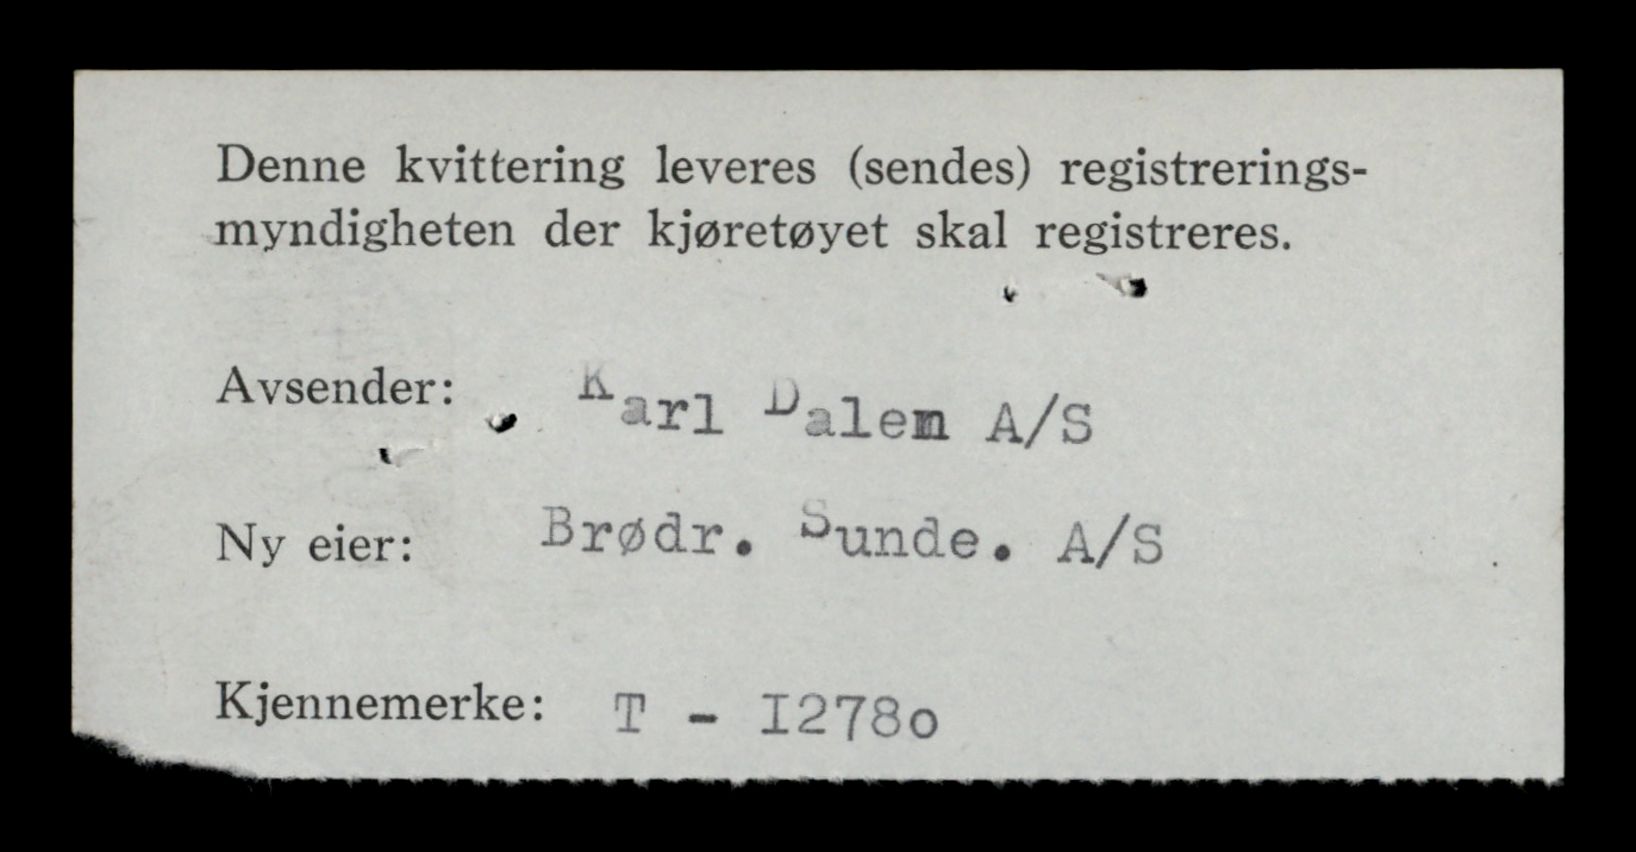 Denne kvittering leveres (sendes) registrerings-
myndigheten der kjøretøyet skal registreres.
Avsender: Karl Dalem A/S
Ny eier: Brødr. Sunde. A/S
Kjennemerke: T - I278o